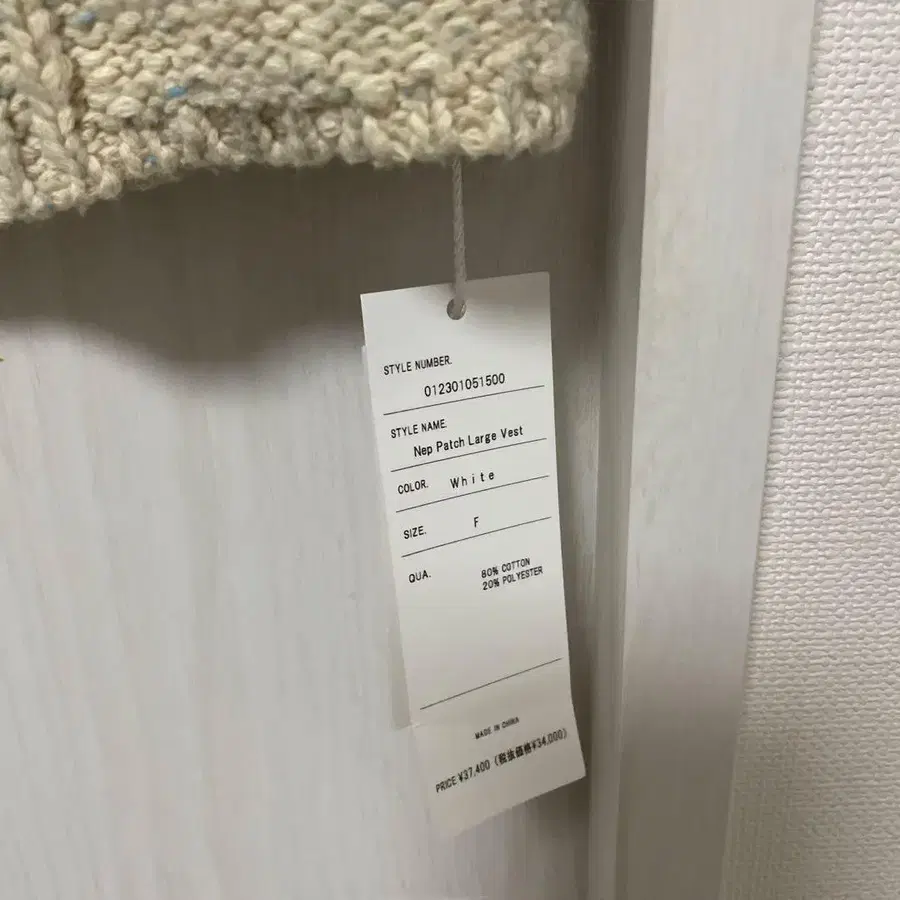 STYLE NUMBER.
012301051500
STYLE NAME.
Nep Patch Large Vest
COLOR. White
SIZE. F
QUA. 80% COTTON
20% POLYESTER
MADE IN CHINA
PRICE ¥37,400 (税抜価格¥34,000)